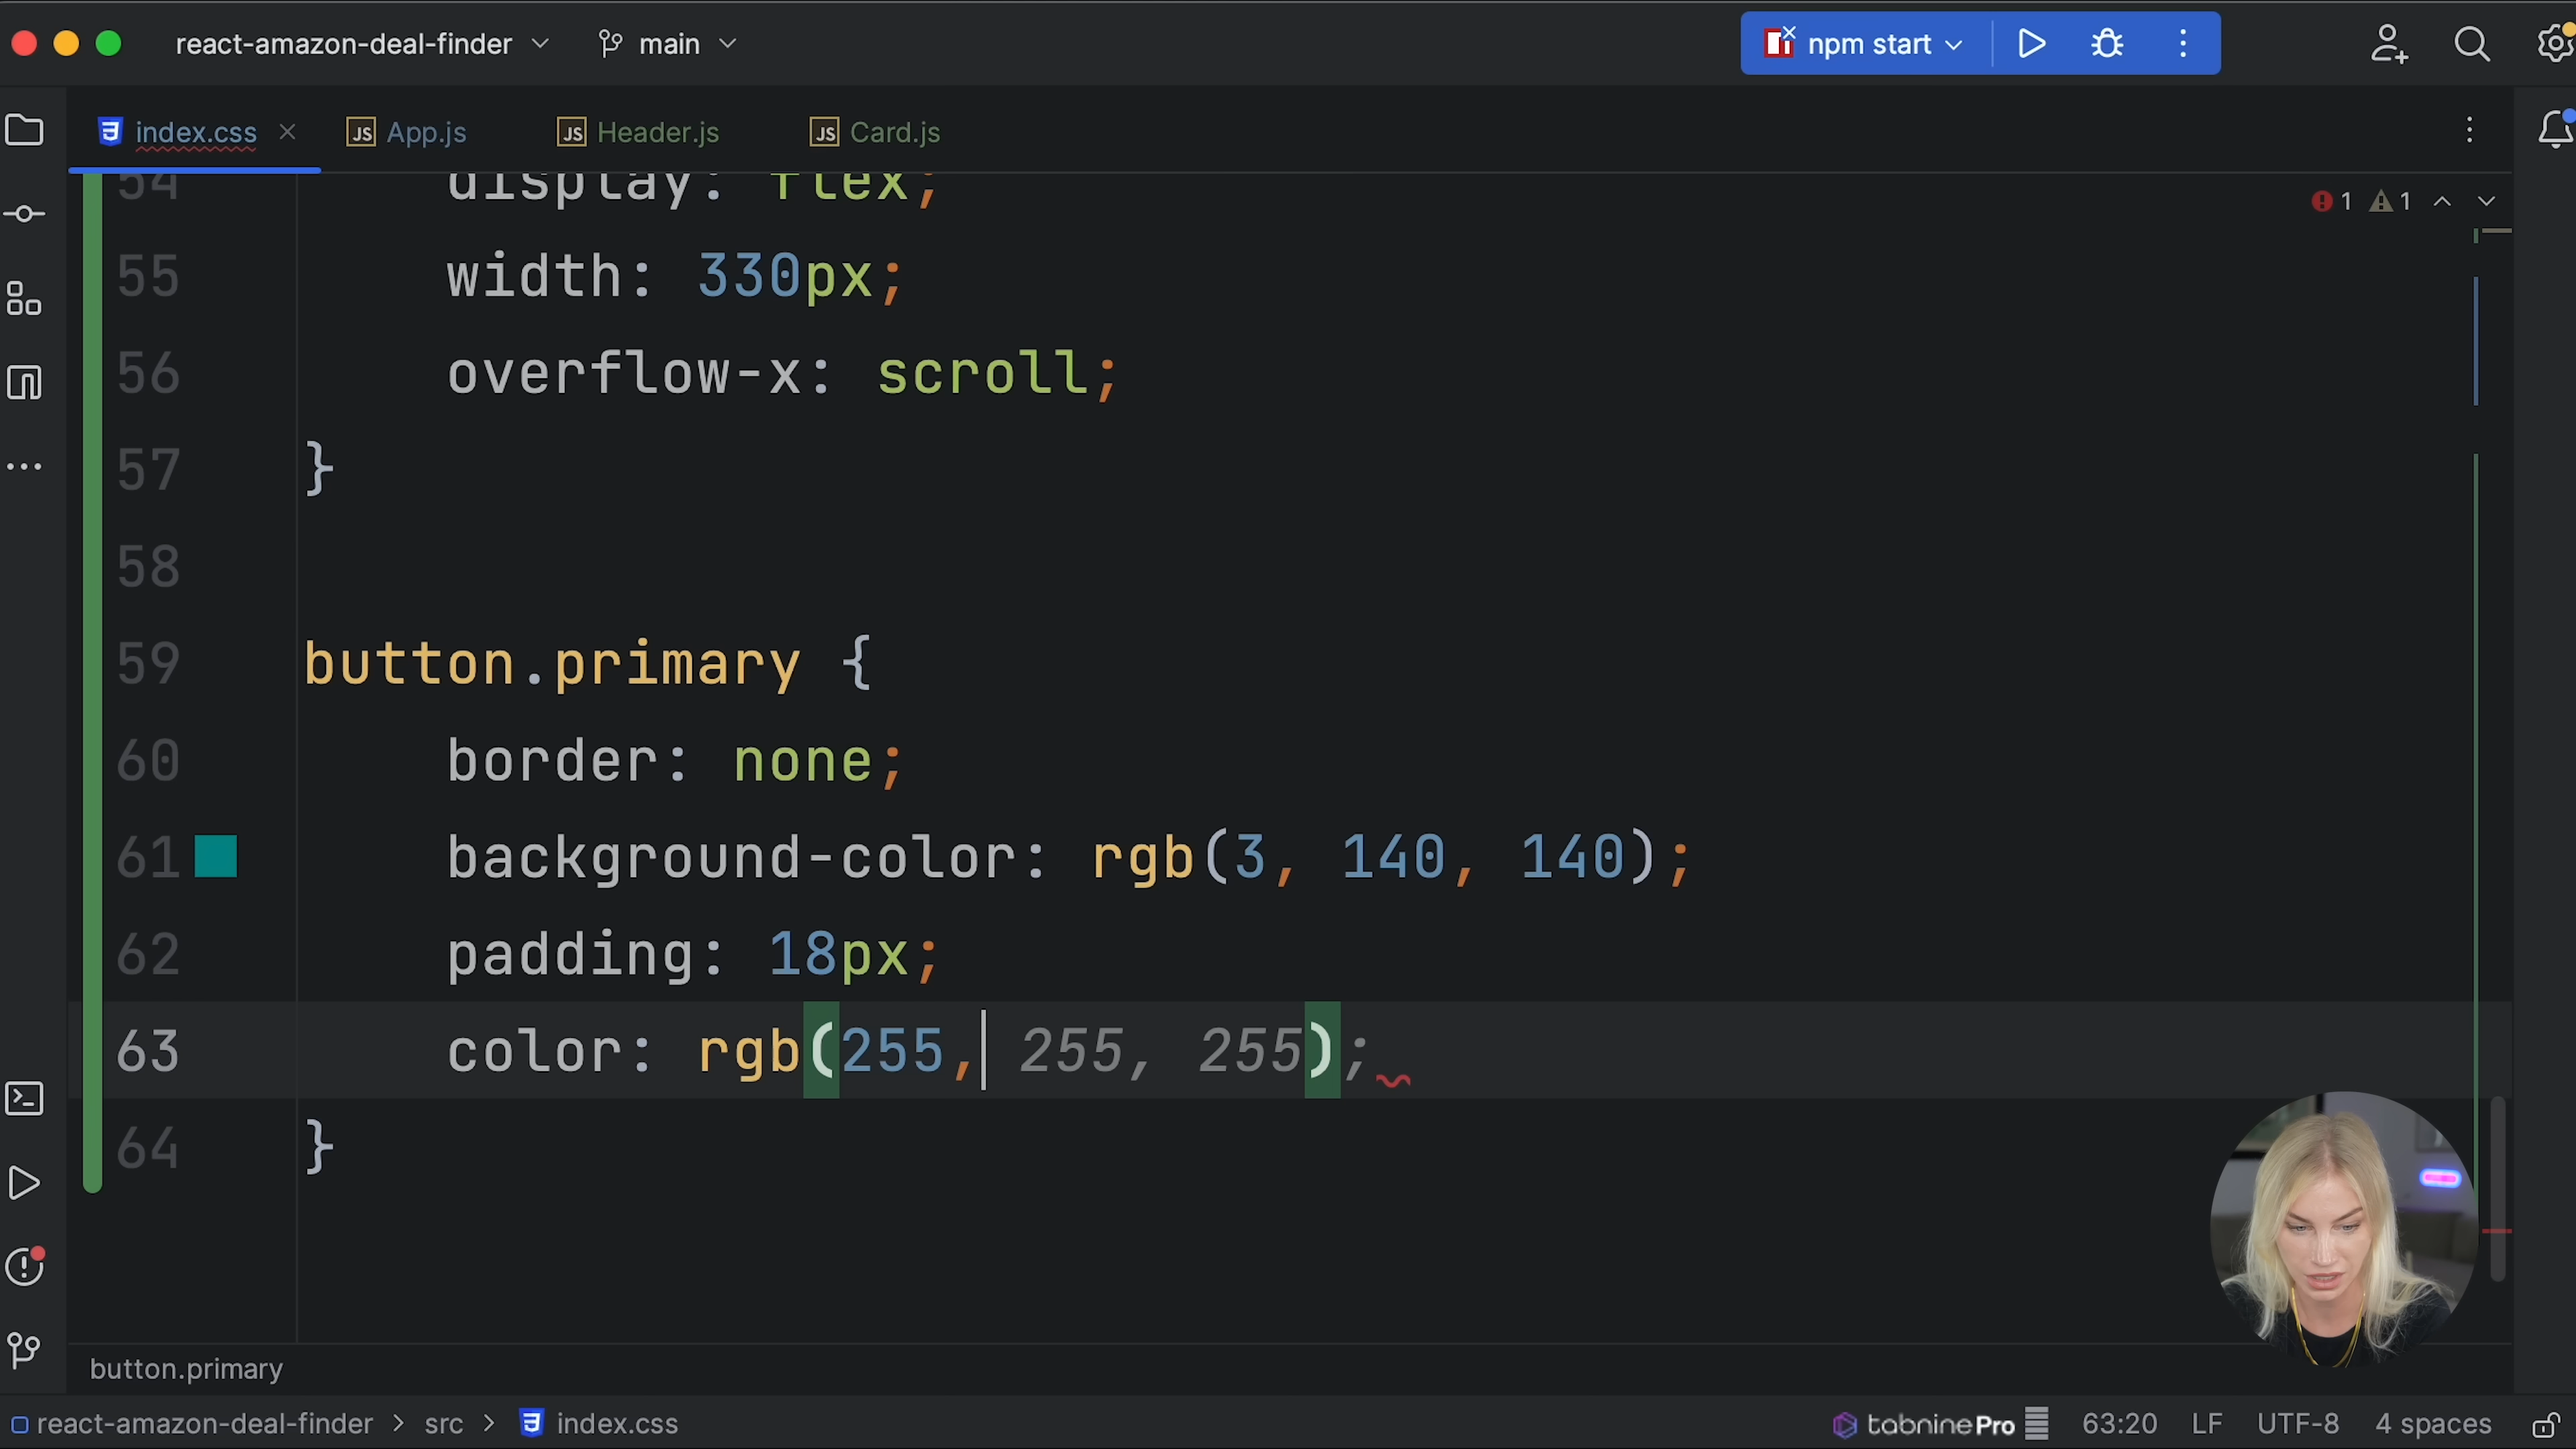 react-amazon-deal-finder main npm start
index.css App.js Header.js Card.js
54 display: flex;
1 1
55 width: 330px;
56 overflow-x: scroll;
57 }
58
59 button.primary {
60 border: none;
61 background-color: rgb(3, 140, 140);
62 padding: 18px;
63 color: rgb(255, 255, 255);
64 }
button.primary
react-amazon-deal-finder > src > index.css tabnine Pro 63:20 LF UTF-8 4 spaces